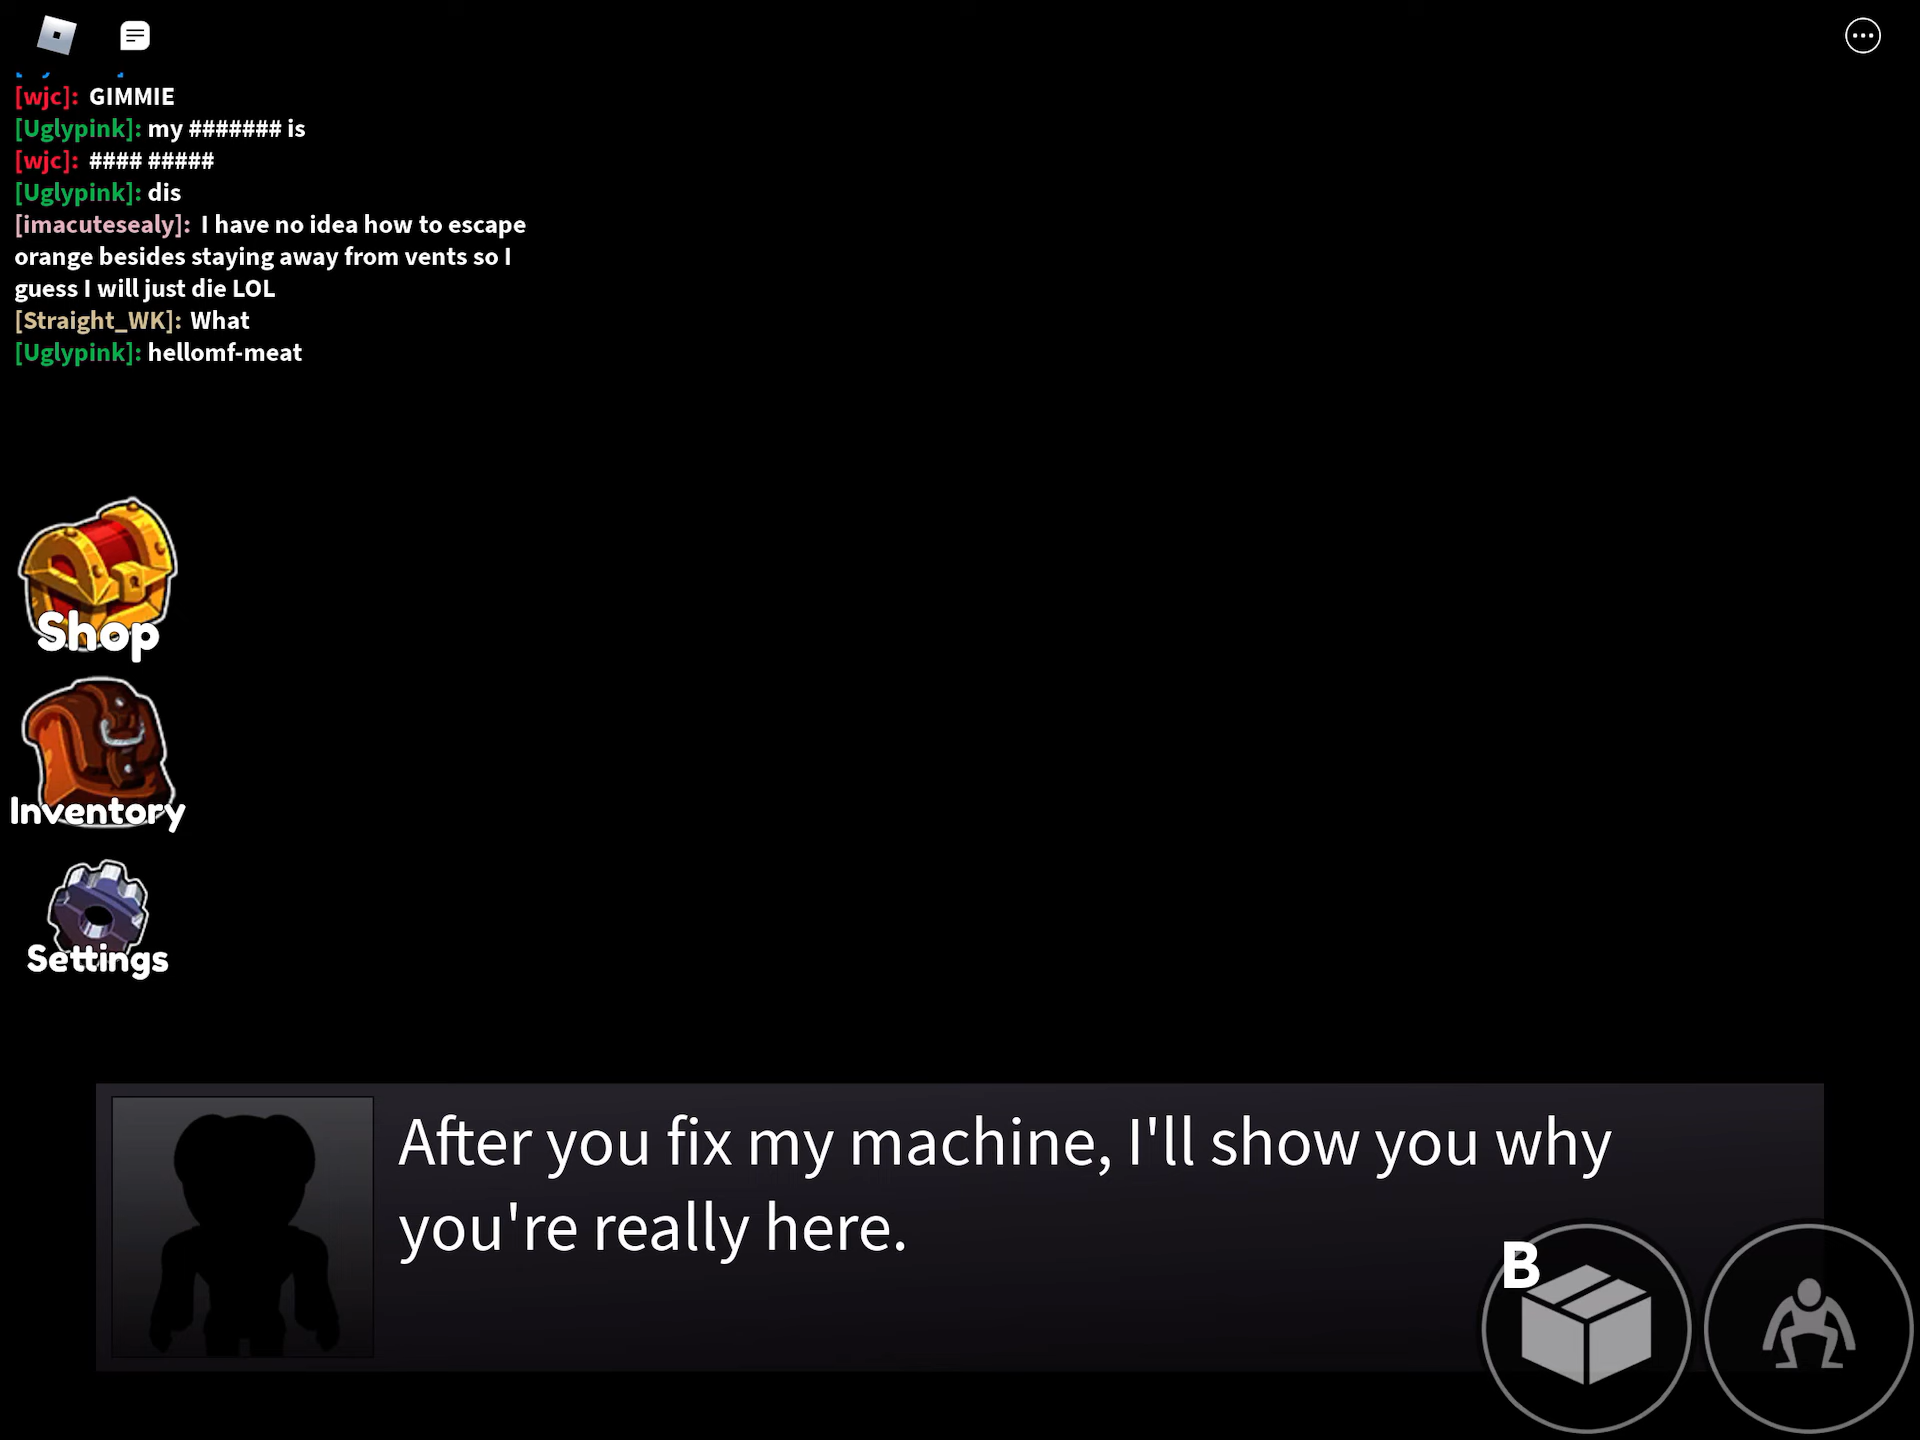 [wjc]: GIMMIE
[Uglypink]: my ####### is
[wjc]: #### #####
[Uglypink]: dis
[imacutesealy]: I have no idea how to escape
orange besides staying away from vents so I
guess I will just die LOL
[Straight_WK]: What
[Uglypink]: hellomf-meat
Shop
Inventory
Settings
After you fix my machine, I'll show you why
you're really here.
B